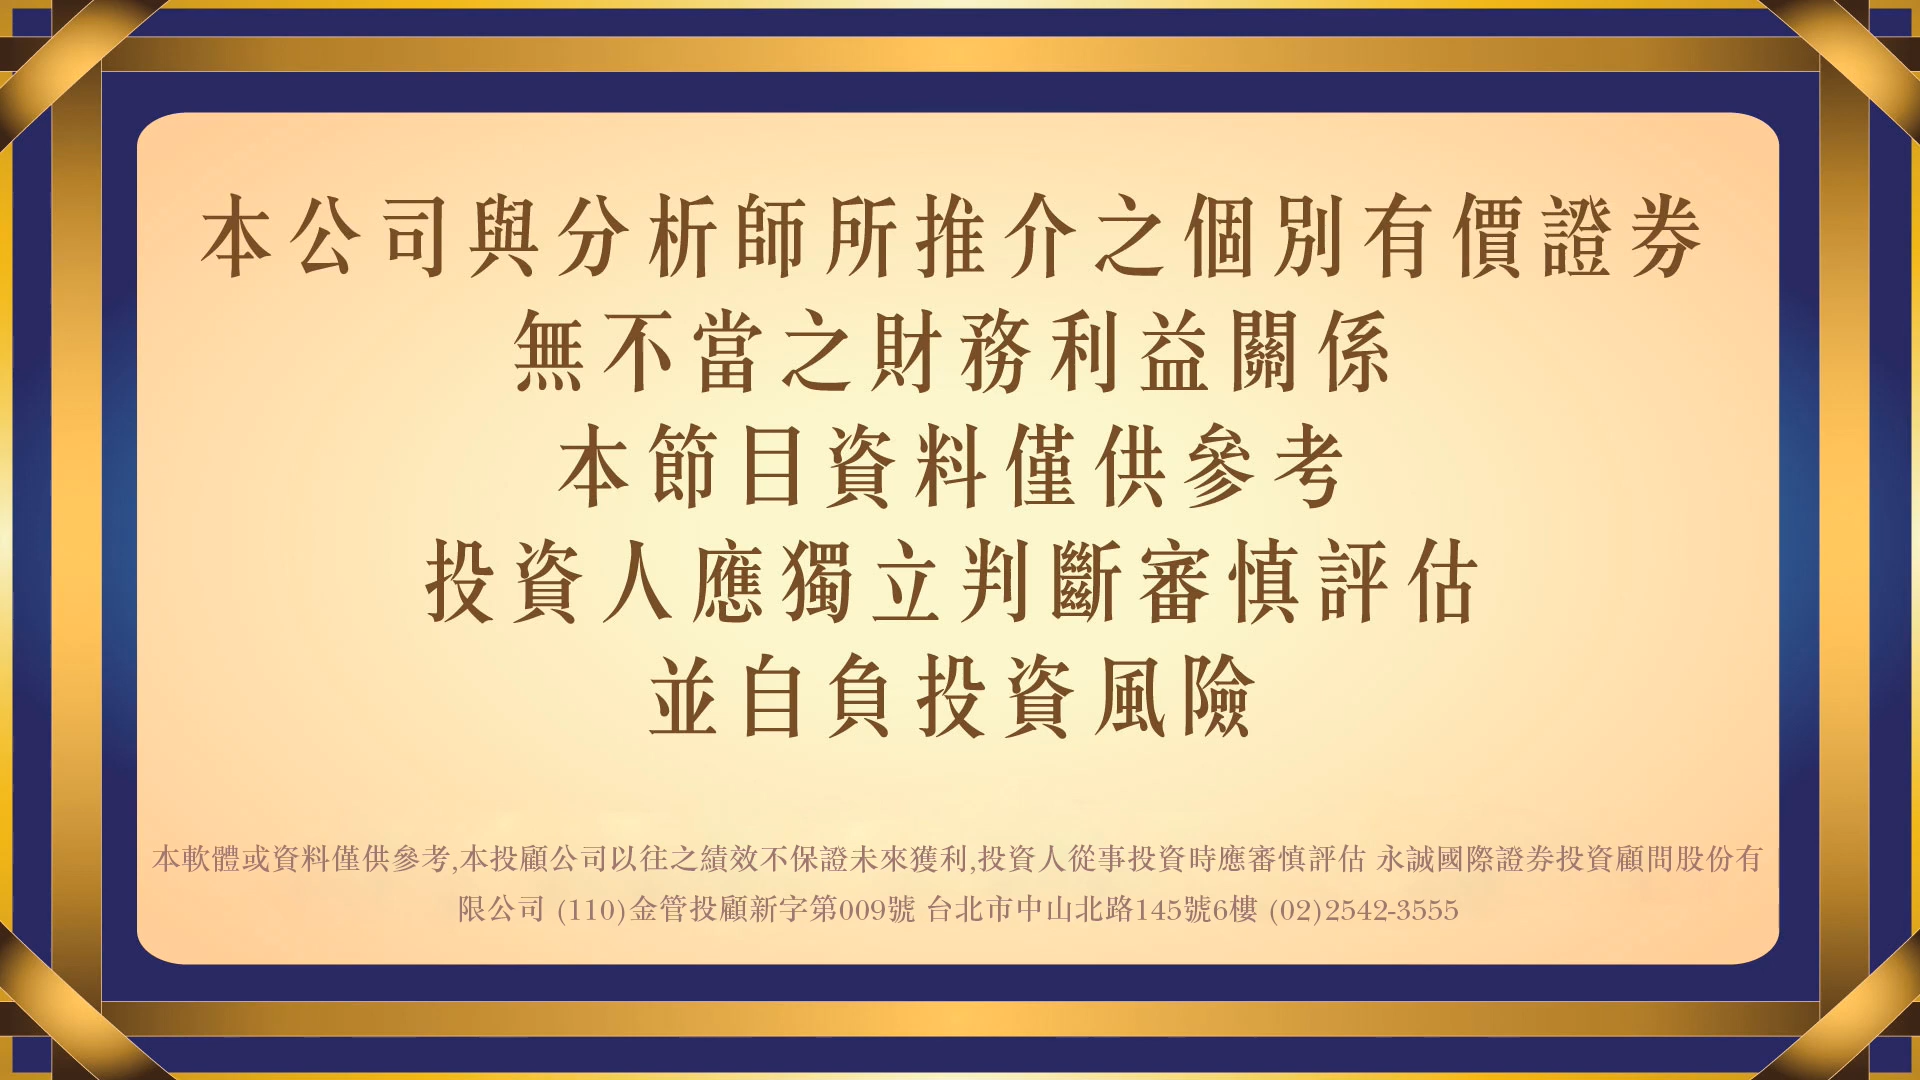 本公司與分析師所推介之個別有價證券
無不當之財務利益關係
本節目資料僅供參考
投資人應獨立判斷審慎評估
並自負投資風險
本軟體或資料僅供參考,本投顧公司以往之績效不保證未來獲利,投資人從事投資時應審慎評估 永誠國際證券投資顧問股份有
限公司 (110)金管投顧新字第009號 台北市中山北路145號6樓 (02)2542-3555